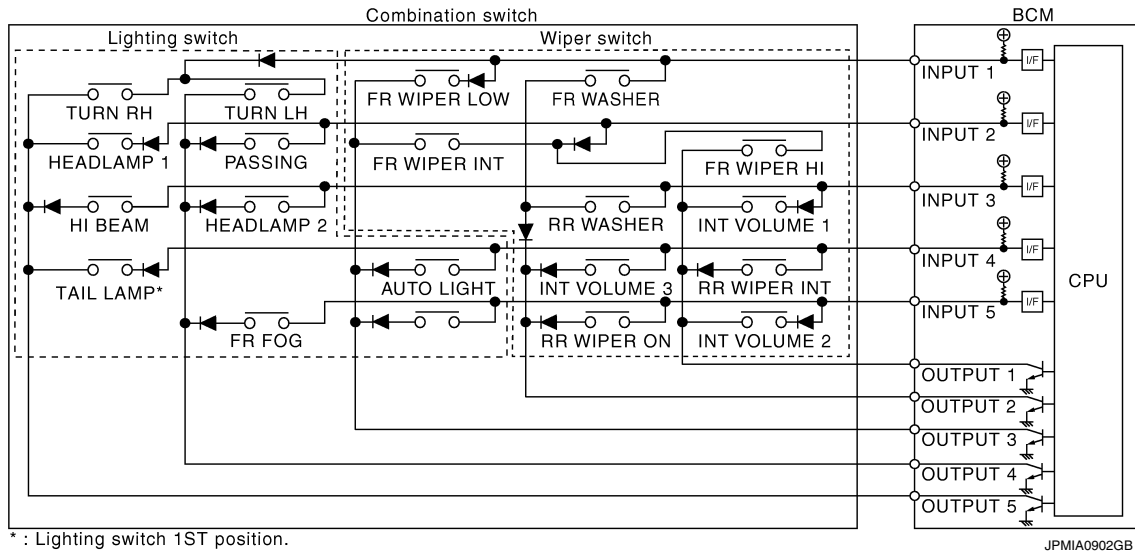 Combination switch
BCM
Lighting switch
Wiper switch
INPUT 1
I/F
TURN RH
TURN LH
FR WIPER LOW
FR WASHER
INPUT 2
I/F
HEADLAMP 1
PASSING
FR WIPER INT
FR WIPER HI
INPUT 3
I/F
HI BEAM
HEADLAMP 2
RR WASHER
INT VOLUME 1
INPUT 4
I/F
TAIL LAMP*
AUTO LIGHT
INT VOLUME 3
RR WIPER INT
CPU
INPUT 5
I/F
FR FOG
RR WIPER ON
INT VOLUME 2
OUTPUT 1
OUTPUT 2
OUTPUT 3
OUTPUT 4
OUTPUT 5
* : Lighting switch 1ST position.
JPMIA0902GB